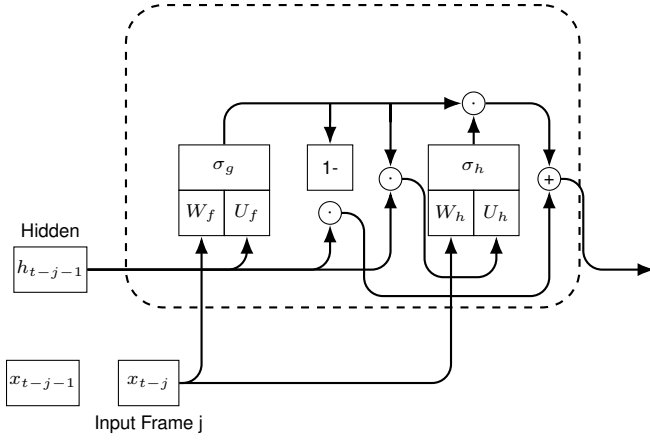 σ_g
1-
σ_h
·
·
·
+
W_f U_f
W_h U_h
Hidden
h_{t−j−1}
x_{t−j−1}
x_{t−j}
Input Frame j